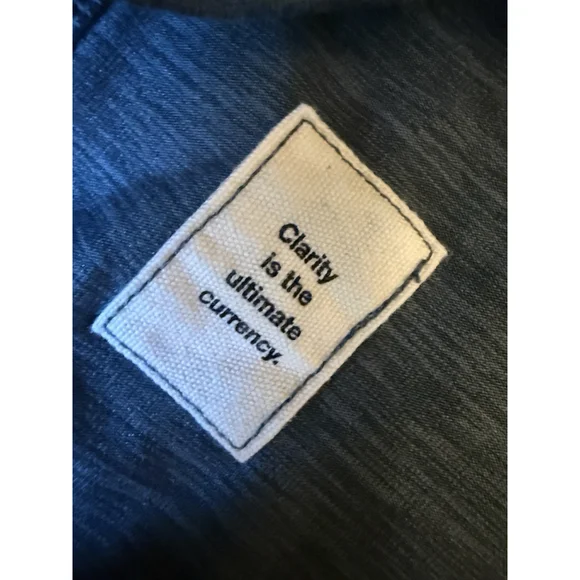 Clarity
is the
ultimate
currency.